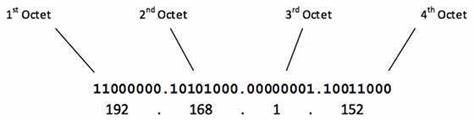 1st Octet 2nd Octet 3rd Octet 4th Octet
11000000.10101000.00000001.10011000
192 . 168 . 1 . 152